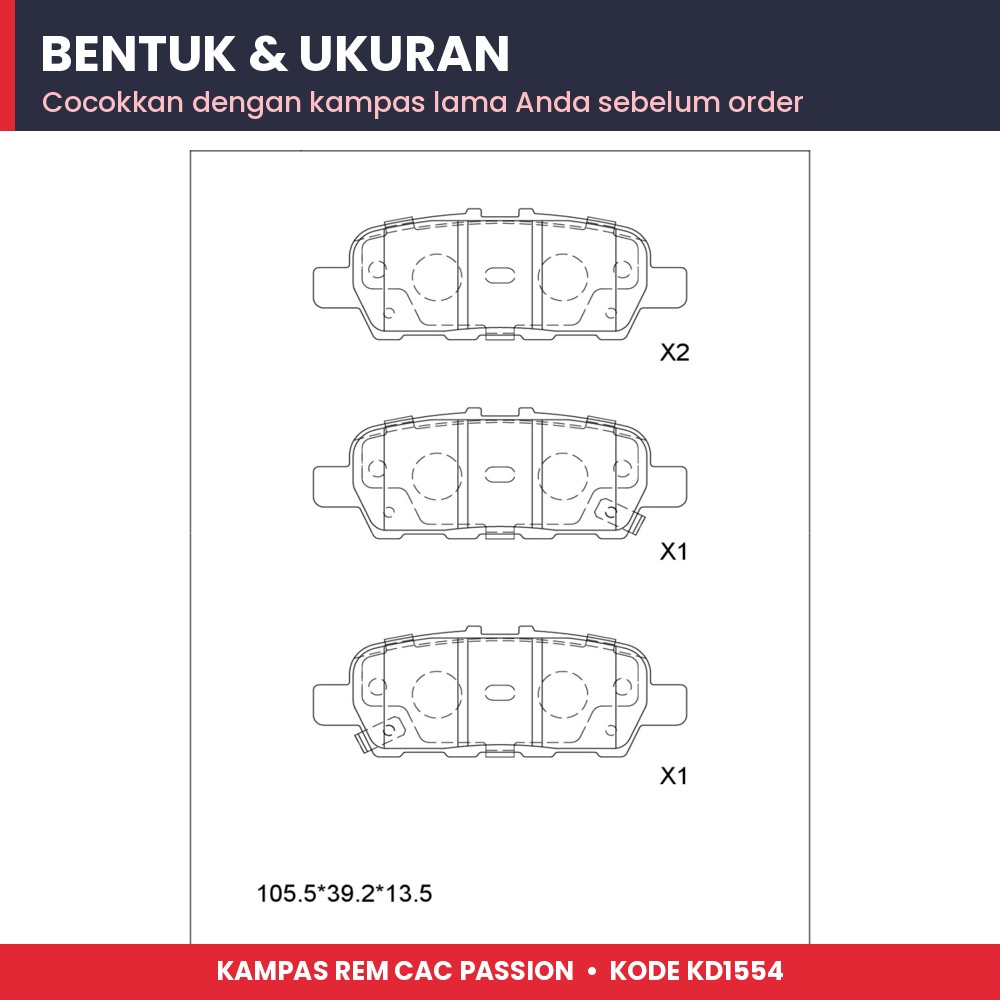 BENTUK & UKURAN
Cocokkan dengan kampas lama Anda sebelum order
X2
X1
X1
105.5*39.2*13.5
KAMPAS REM CAC PASSION • KODE KD1554